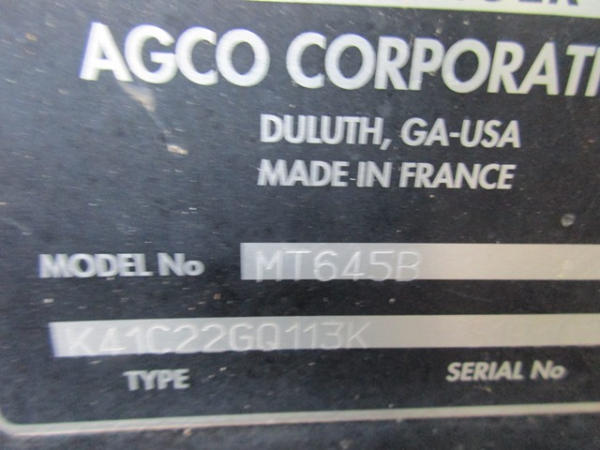 AGCO CORPORATI
DULUTH, GA-USA
MADE IN FRANCE
MODEL No MT645B
K41C22GQ113K
TYPE SERIAL No